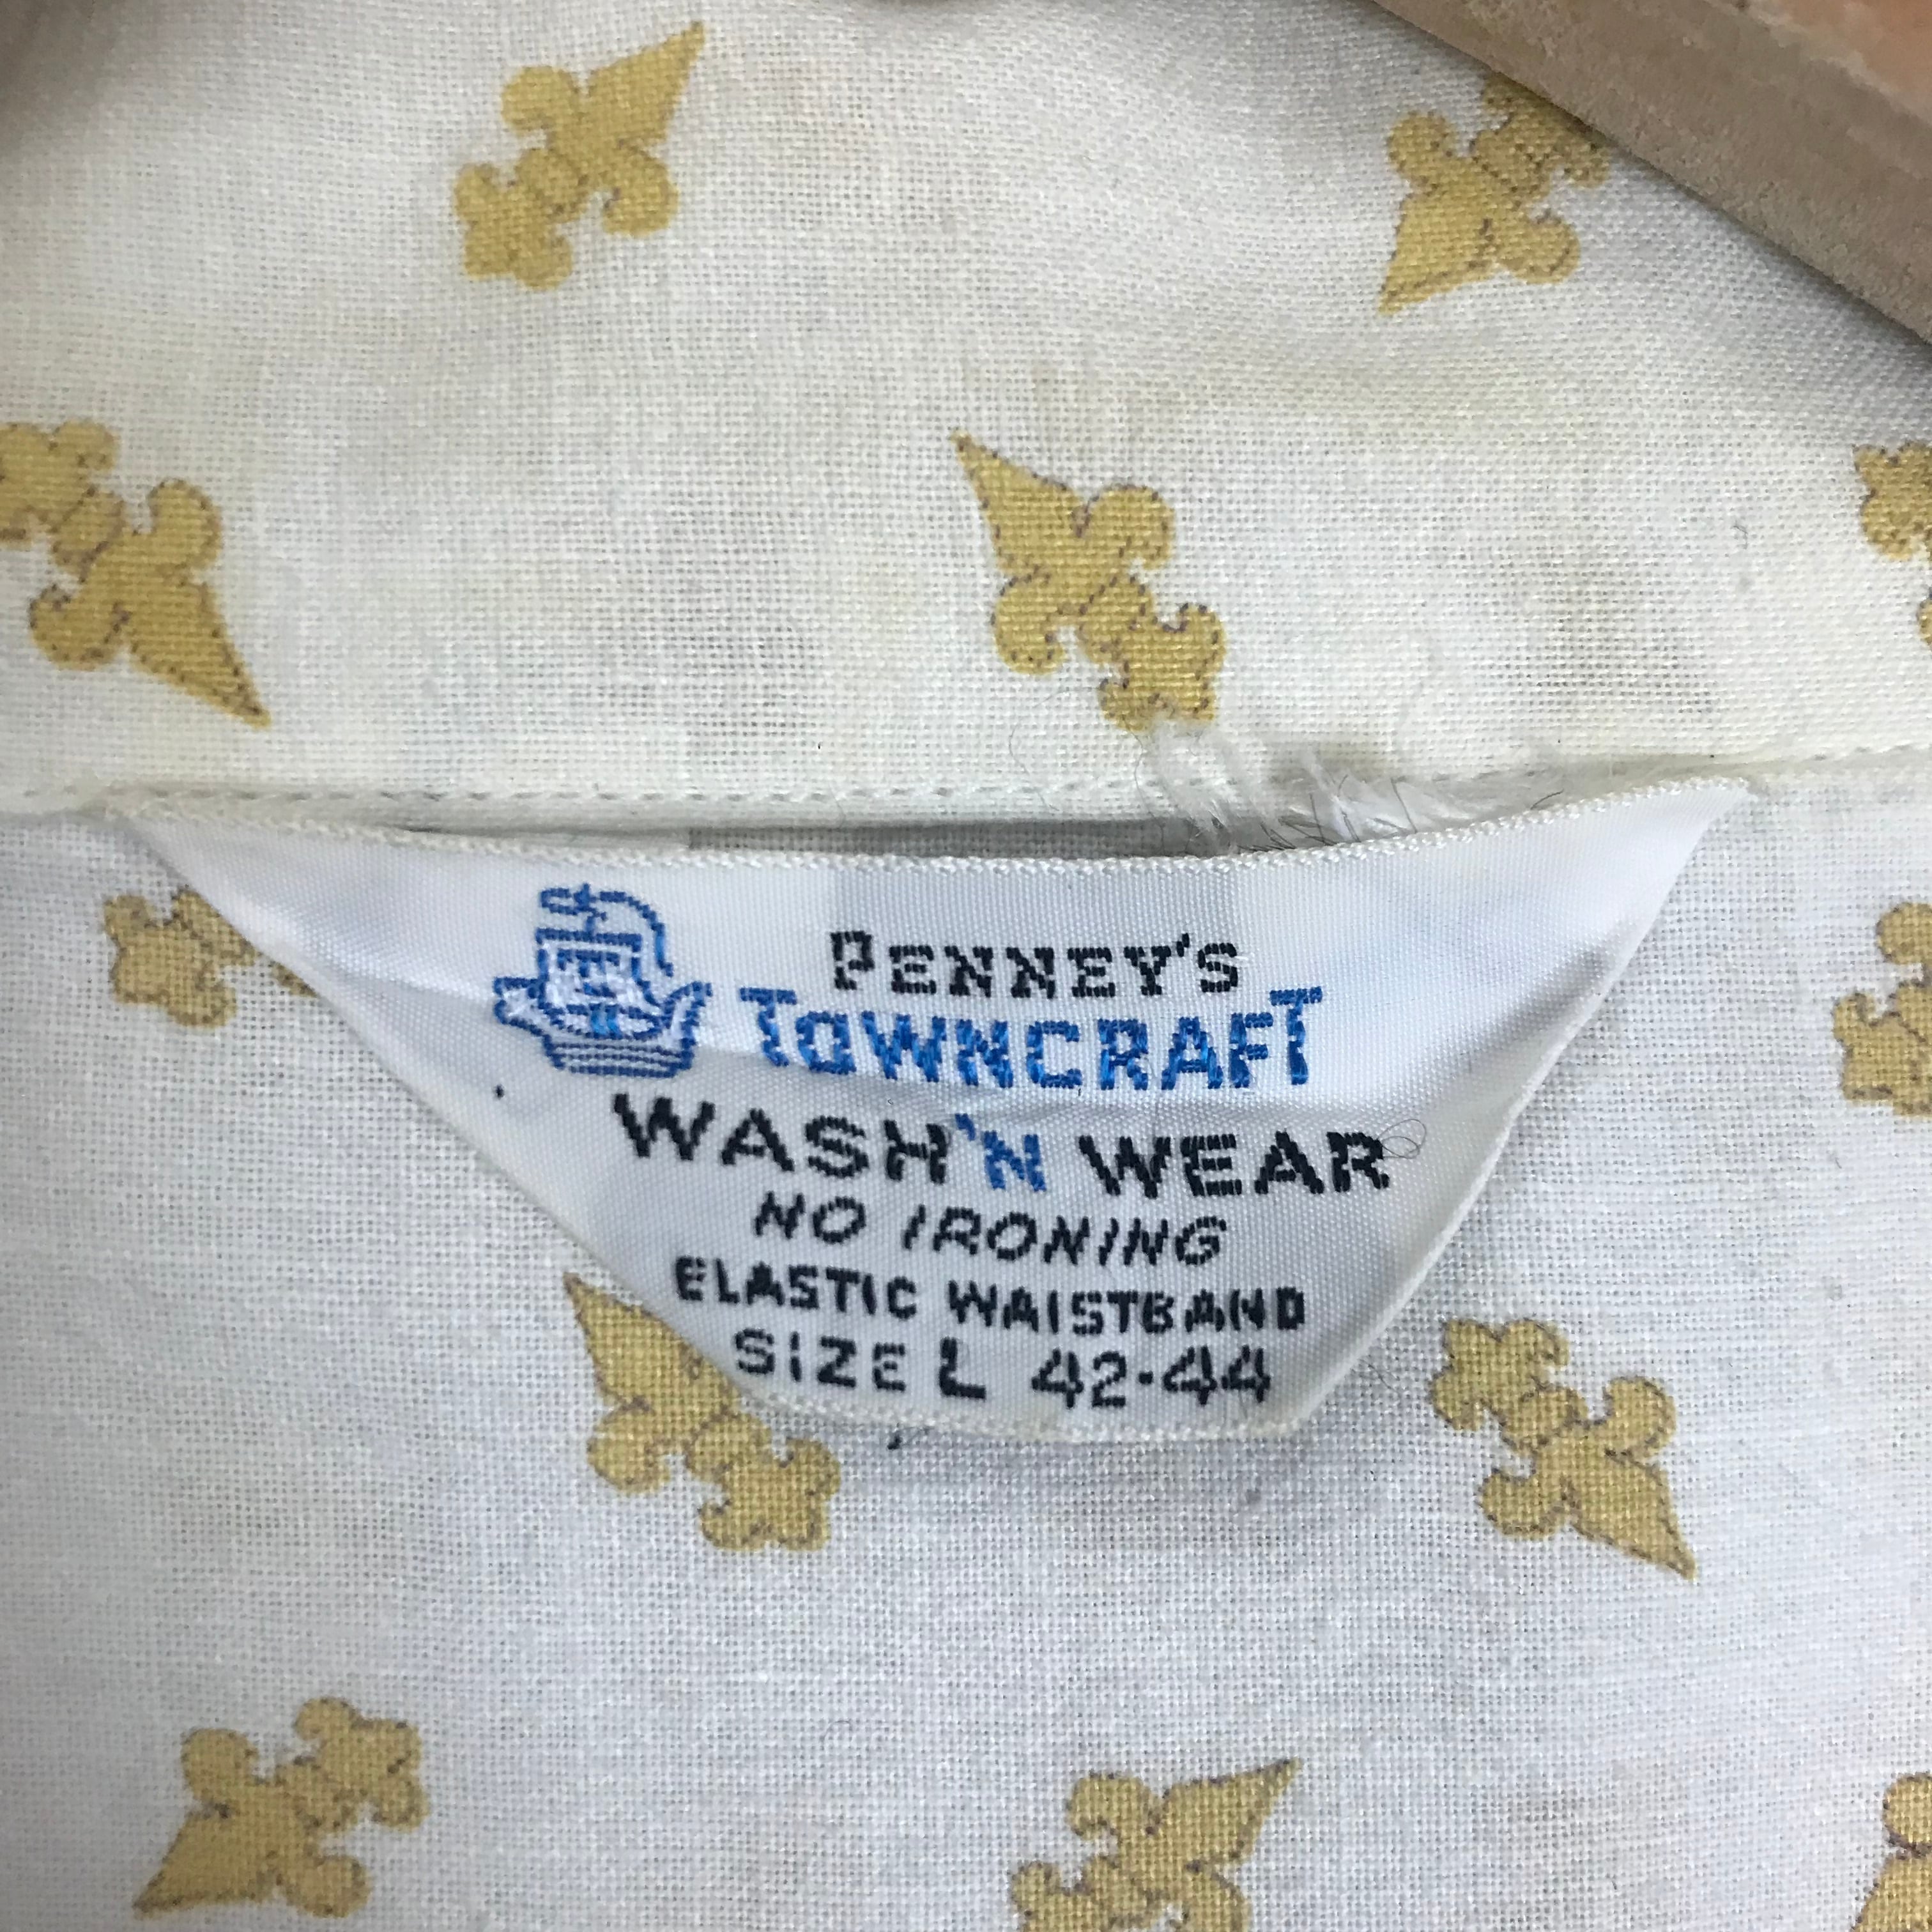 PENNEY'S
TOWNCRAFT
WASH'N WEAR
NO IRONING
ELASTIC WAISTBAND
SIZE L 42-44